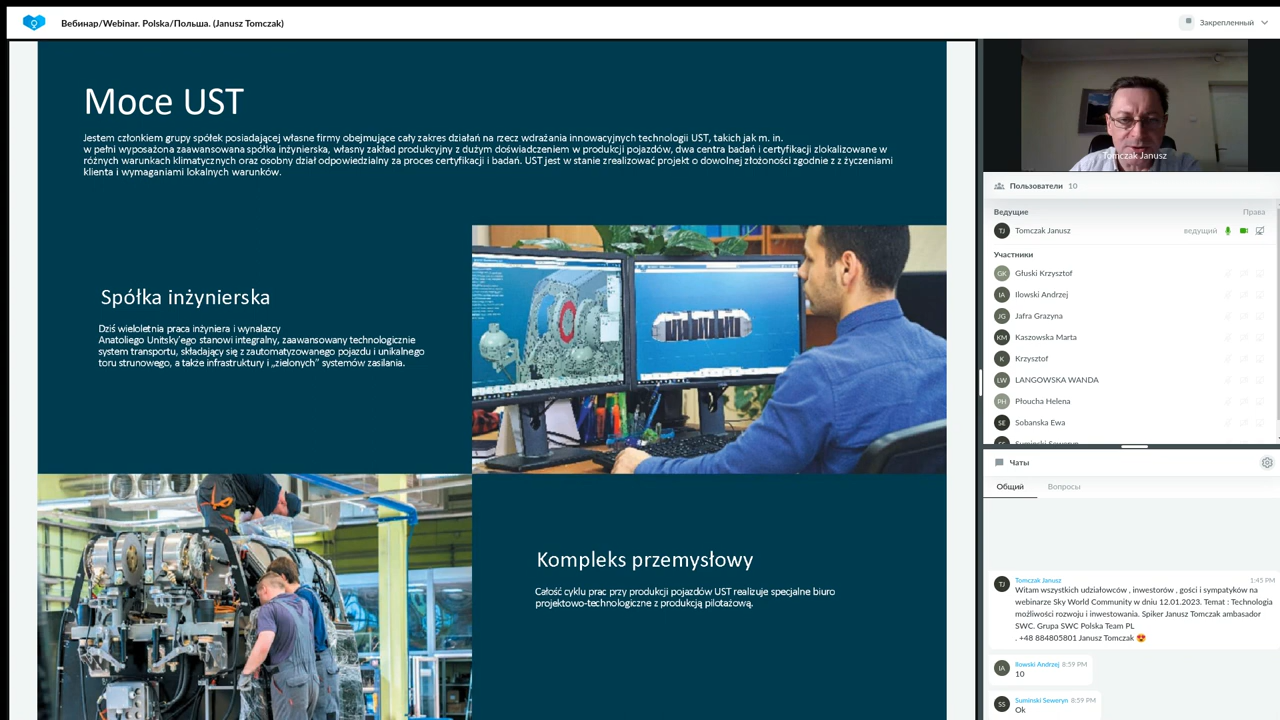 Вебинар/Webinar. Polska/Польша. (Janusz Tomczak)
Закрепленный
Moce UST
Jestem członkiem grupy spółek posiadającej własne firmy obejmujące cały zakres działań na rzecz wdrażania innowacyjnych technologii UST, takich jak m. in.
w pełni wyposażona zaawansowana spółka inżynierska, własny zakład produkcyjny z dużym doświadczeniem w produkcji pojazdów, dwa centra badań i certyfikacji zlokalizowane w
różnych warunkach klimatycznych oraz osobny dział odpowiedzialny za proces certyfikacji i badań. UST jest w stanie zrealizować projekt o dowolnej złożoności zgodnie z z życzeniami
klienta i wymaganiami lokalnych warunków.
Spółka inżynierska
Dziś wieloletnia praca inżyniera i wynalazcy
Anatoliego Unitsky'ego stanowi integralny, zaawansowany technologicznie
system transportu, składający się z zautomatyzowanego pojazdu i unikalnego
toru strunowego, a także infrastruktury i „zielonych" systemów zasilania.
Kompleks przemysłowy
Całość cyklu prac przy produkcji pojazdów UST realizuje specjalne biuro
projektowo-technologiczne z produkcją pilotażową.
Tomczak Janusz
Пользователи 10
Ведущие Права
TJ Tomczak Janusz ведущий
Участники
GK Głuski Krzysztof
IA Ilowski Andrzej
JG Jafra Grazyna
KM Kaszowska Marta
K Krzysztof
LW LANGOWSKA WANDA
PH Płoucha Helena
SE Sobanska Ewa
SS Suminski Seweryn
Чаты
Общий Вопросы
TJ Tomczak Janusz 1:45 PM
Witam wszystkich udziałowców , inwestorów , gości i sympatyków na
webinarze Sky World Community w dniu 12.01.2023. Temat : Technologia
możliwości rozwoju i inwestowania. Spiker Janusz Tomczak ambasador
SWC. Grupa SWC Polska Team PL
. +48 884805801 Janusz Tomczak 😍
IA Ilowski Andrzej 8:59 PM
10
SS Suminski Seweryn 8:59 PM
Ok